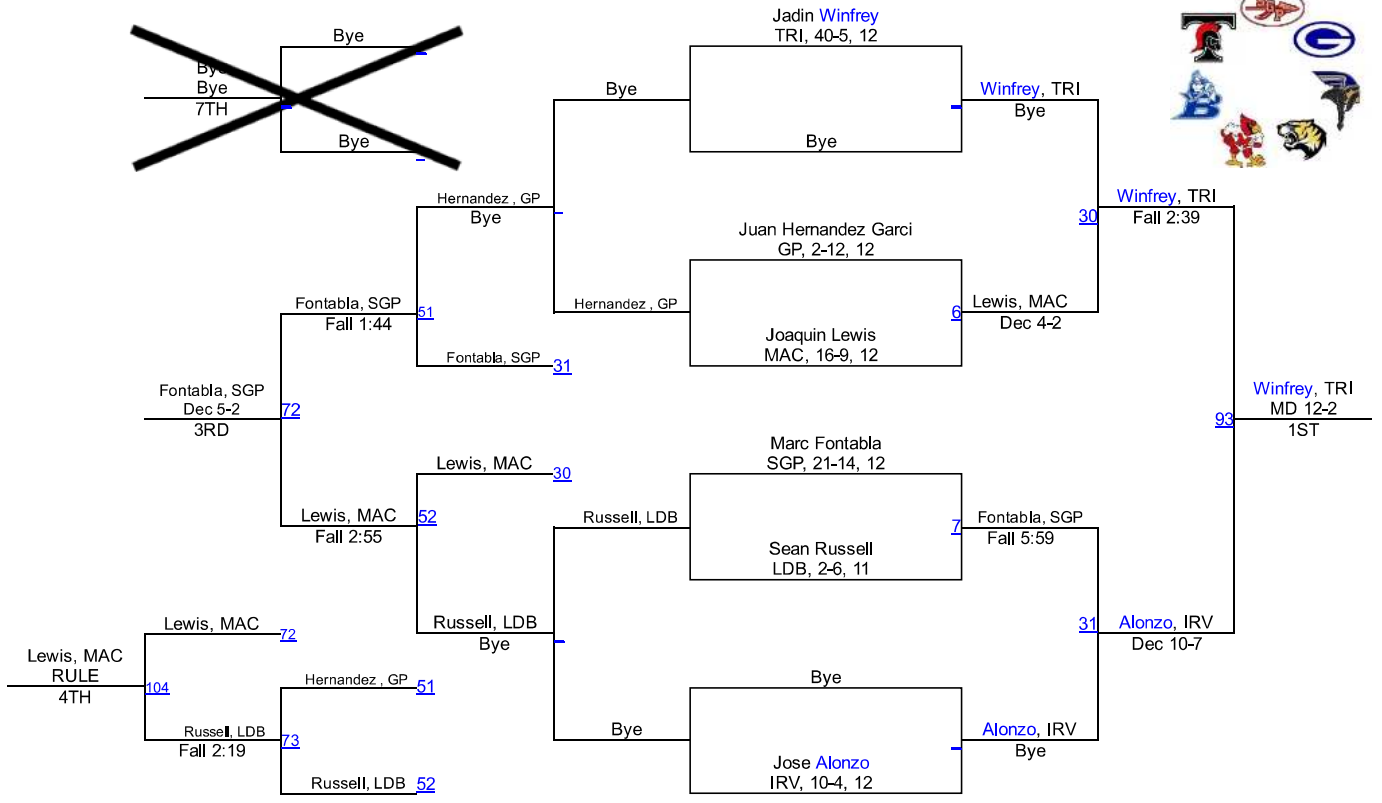 Bye
Bye
Bye
7TH
Bye
Hernandez , GP
Bye
Fontabla, SGP
Fall 1:44
51
Fontabla, SGP
31
Fontabla, SGP
Dec 5-2
3RD
72
Lewis, MAC
30
Lewis, MAC
Fall 2:55
52
Russell, LDB
Bye
Lewis, MAC
72
Lewis, MAC
RULE
4TH
104
Hernandez , GP
51
Russell, LDB
Fall 2:19
73
Russell, LDB
52
Bye
Hernandez , GP
Russell, LDB
Bye
Jadin Winfrey
TRI, 40-5, 12
Bye
Juan Hernandez Garci
GP, 2-12, 12
Joaquin Lewis
MAC, 16-9, 12
6
Marc Fontabla
SGP, 21-14, 12
Sean Russell
LDB, 2-6, 11
7
Bye
Jose Alonzo
IRV, 10-4, 12
Winfrey, TRI
Bye
Lewis, MAC
Dec 4-2
30
Fontabla, SGP
Fall 5:59
31
Alonzo, IRV
Bye
Winfrey, TRI
Fall 2:39
Alonzo, IRV
Dec 10-7
93
Winfrey, TRI
MD 12-2
1ST
SGP
T
G
B